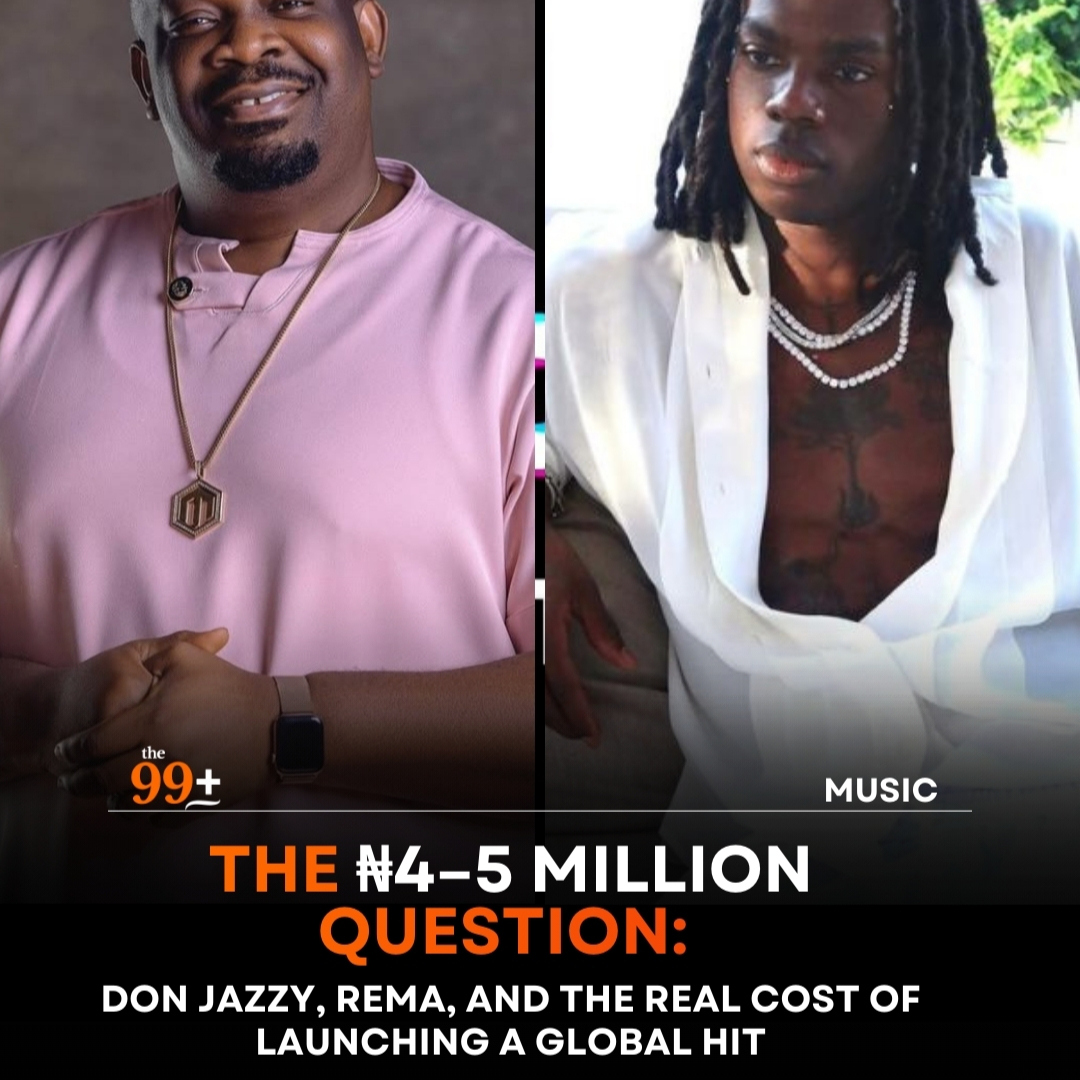 the
99+
MUSIC
THE ₦4–5 MILLION
QUESTION:
DON JAZZY, REMA, AND THE REAL COST OF
LAUNCHING A GLOBAL HIT